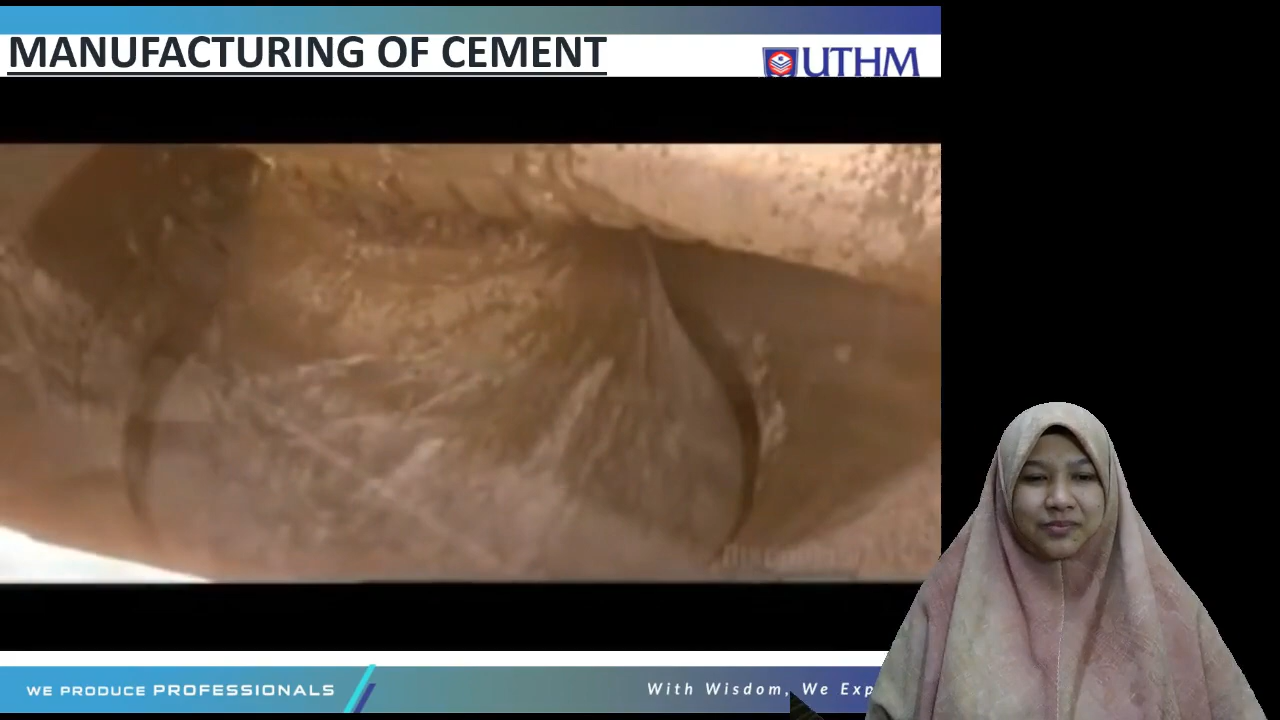 MANUFACTURING OF CEMENT
UTHM
WE PRODUCE PROFESSIONALS
With Wisdom, We Exp